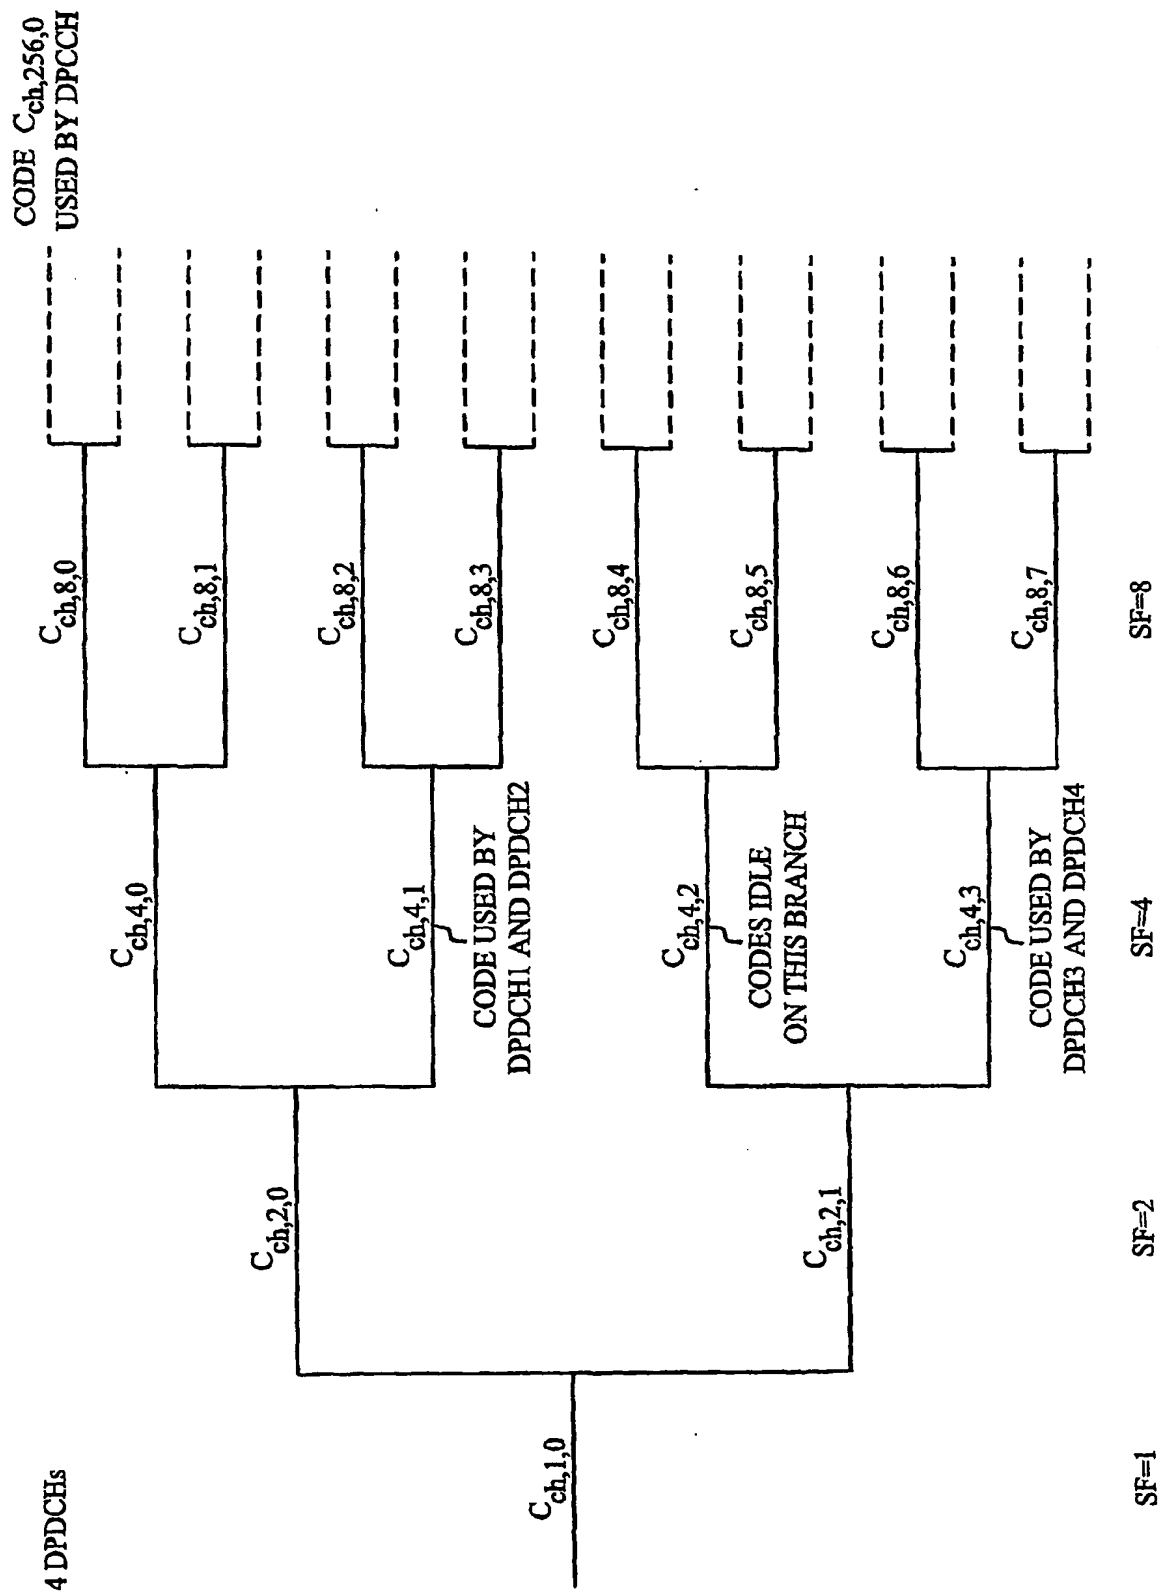 4 DPDCHs
CODE C_ch,256,0
USED BY DPCCH
C_ch,1,0
C_ch,2,0
C_ch,2,1
C_ch,4,0
C_ch,4,1
CODE USED BY
DPDCH1 AND DPDCH2
C_ch,4,2
CODES IDLE
ON THIS BRANCH
C_ch,4,3
CODE USED BY
DPDCH3 AND DPDCH4
C_ch,8,0
C_ch,8,1
C_ch,8,2
C_ch,8,3
C_ch,8,4
C_ch,8,5
C_ch,8,6
C_ch,8,7
SF=1
SF=2
SF=4
SF=8